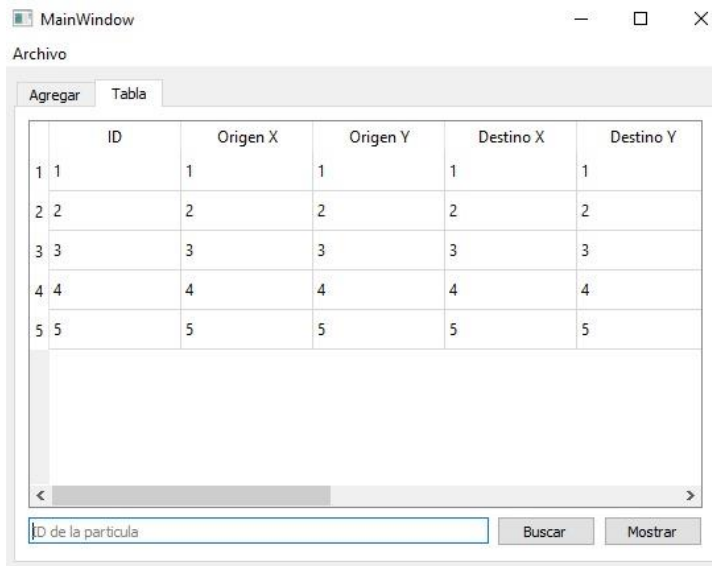 MainWindow
Archivo
Agregar Tabla
ID Origen X Origen Y Destino X Destino Y
1 1 1 1 1 1
2 2 2 2 2 2
3 3 3 3 3 3
4 4 4 4 4 4
5 5 5 5 5 5
ID de la particula Buscar Mostrar